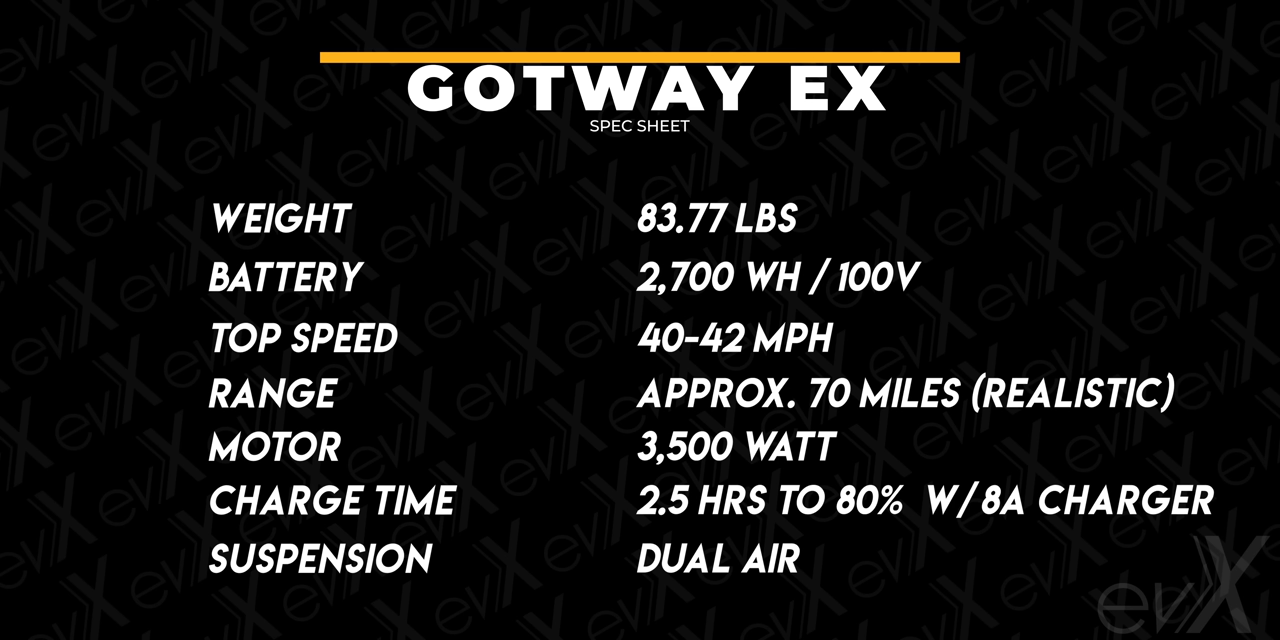 GOTWAY EX
SPEC SHEET
WEIGHT 83.77 LBS
BATTERY 2,700 WH / 100V
TOP SPEED 40-42 MPH
RANGE APPROX. 70 MILES (REALISTIC)
MOTOR 3,500 WATT
CHARGE TIME 2.5 HRS TO 80% W/8A CHARGER
SUSPENSION DUAL AIR
evX